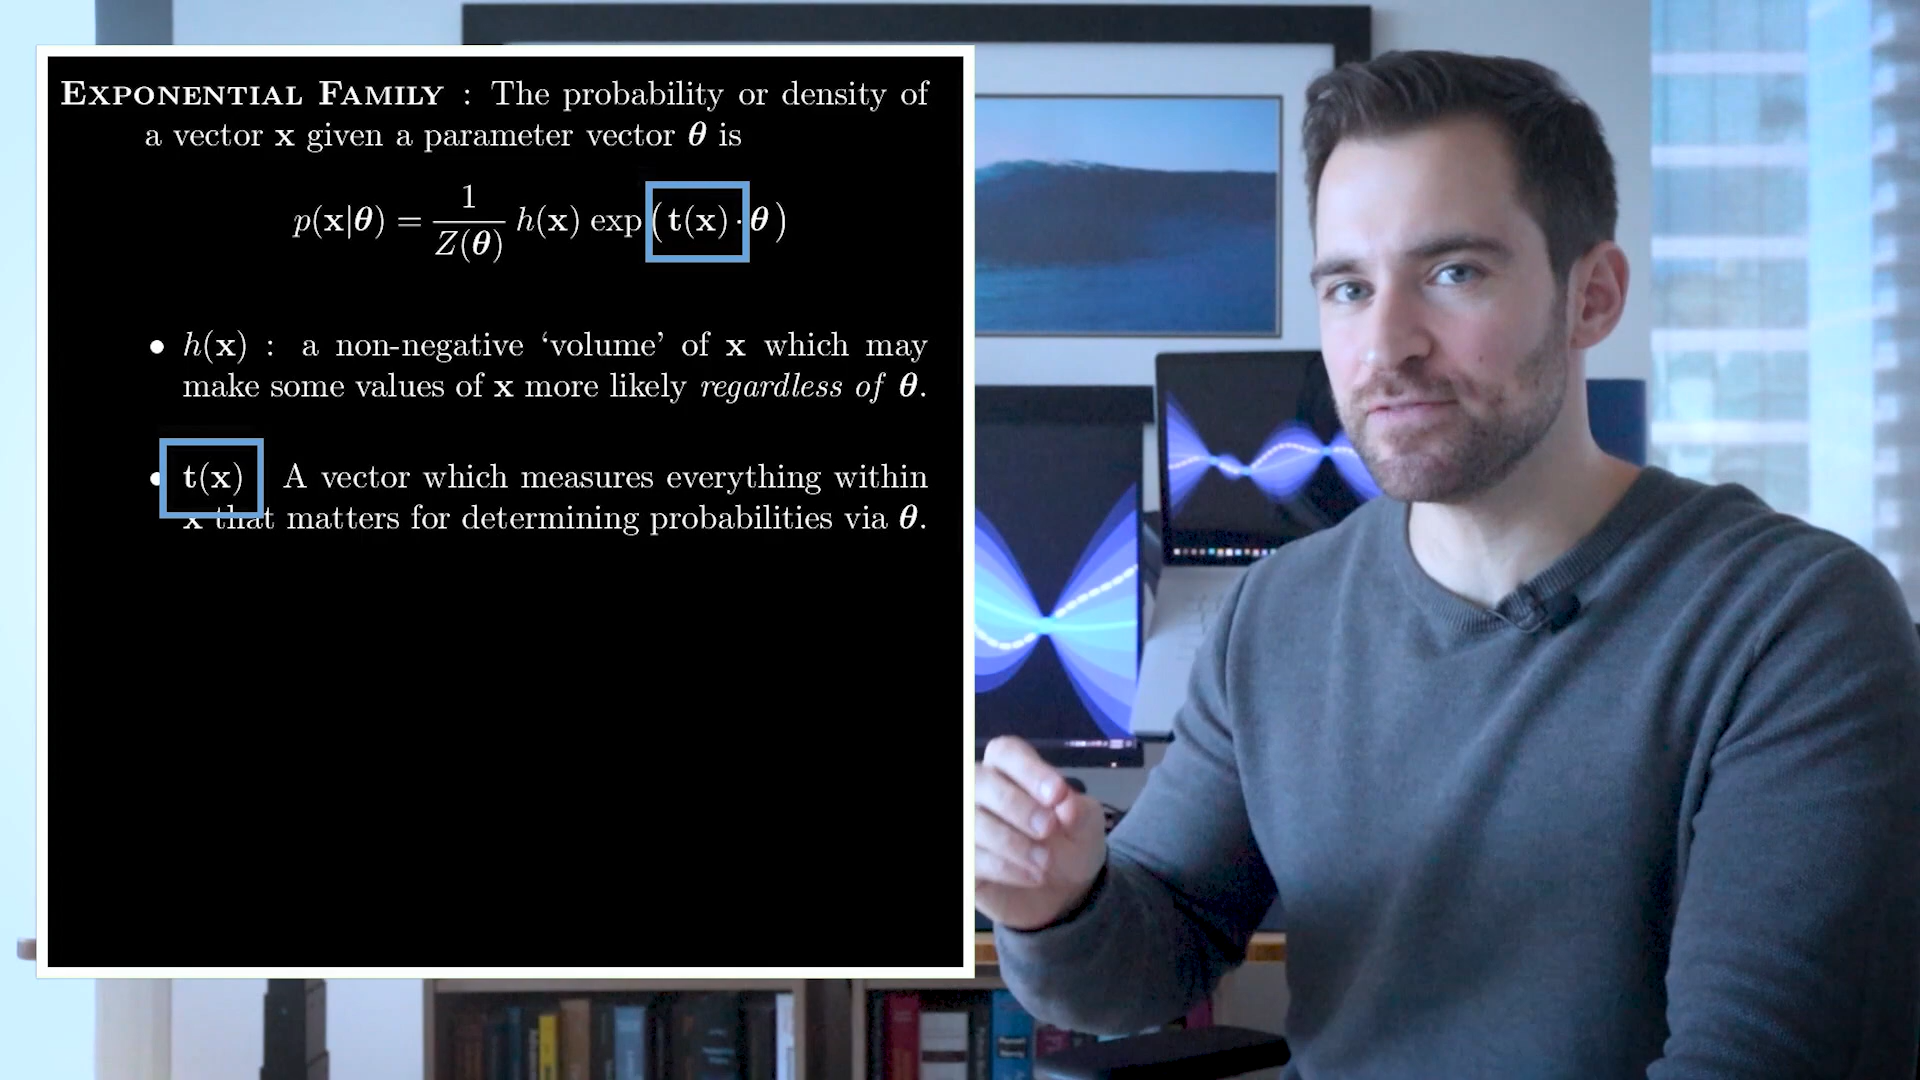 EXPONENTIAL FAMILY : The probability or density of
a vector x given a parameter vector θ is
p(x|θ) = 1/Z(θ) h(x) exp(t(x) · θ)
• h(x) : a non-negative ‘volume’ of x which may
make some values of x more likely regardless of θ.
• t(x) A vector which measures everything within
x that matters for determining probabilities via θ.